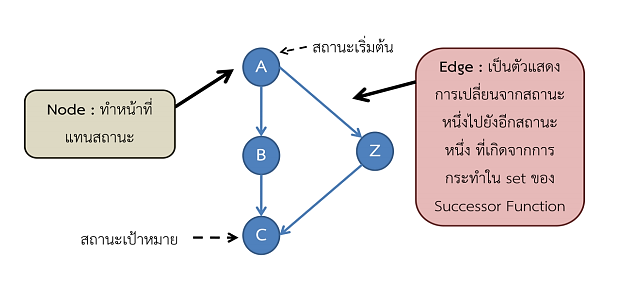 สถานะเริ่มต้น
A
Node : ทำหน้าที่
แทนสถานะ
Edge : เป็นตัวแสดง
การเปลี่ยนจากสถานะ
หนึ่งไปยังอีกสถานะ
หนึ่ง ที่เกิดจากการ
กระทำใน set ของ
Successor Function
B
Z
C
สถานะเป้าหมาย